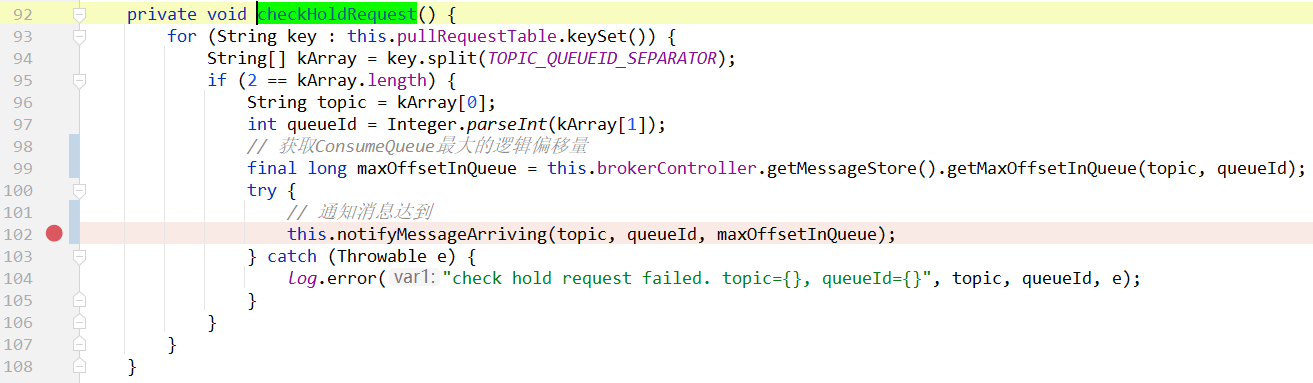 92 private void checkHoldRequest() {
93 for (String key : this.pullRequestTable.keySet()) {
94 String[] kArray = key.split(TOPIC_QUEUEID_SEPARATOR);
95 if (2 == kArray.length) {
96 String topic = kArray[0];
97 int queueId = Integer.parseInt(kArray[1]);
98 // 获取ConsumeQueue最大的逻辑偏移量
99 final long maxOffsetInQueue = this.brokerController.getMessageStore().getMaxOffsetInQueue(topic, queueId);
100 try {
101 // 通知消息达到
102 this.notifyMessageArriving(topic, queueId, maxOffsetInQueue);
103 } catch (Throwable e) {
104 log.error( var1: "check hold request failed. topic={}, queueId={}", topic, queueId, e);
105 }
106 }
107 }
108 }